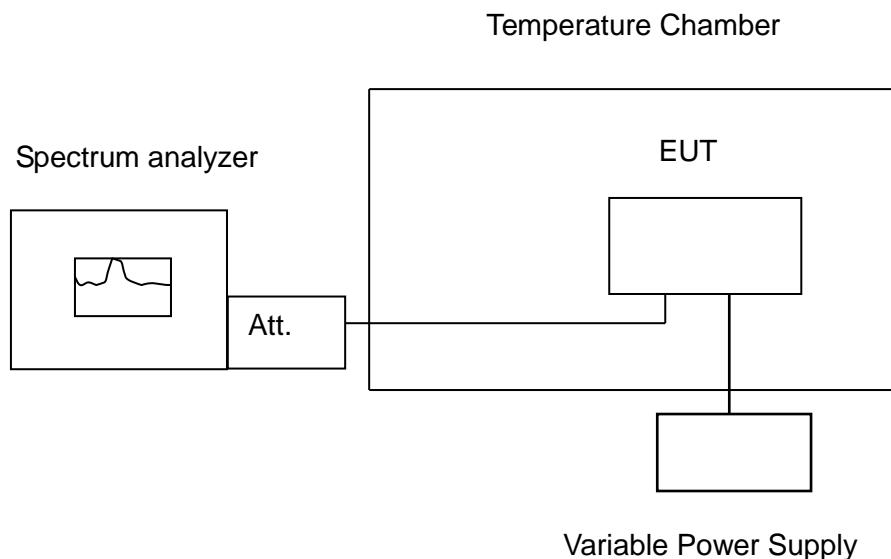 Temperature Chamber
Spectrum analyzer
EUT
Att.
Variable Power Supply